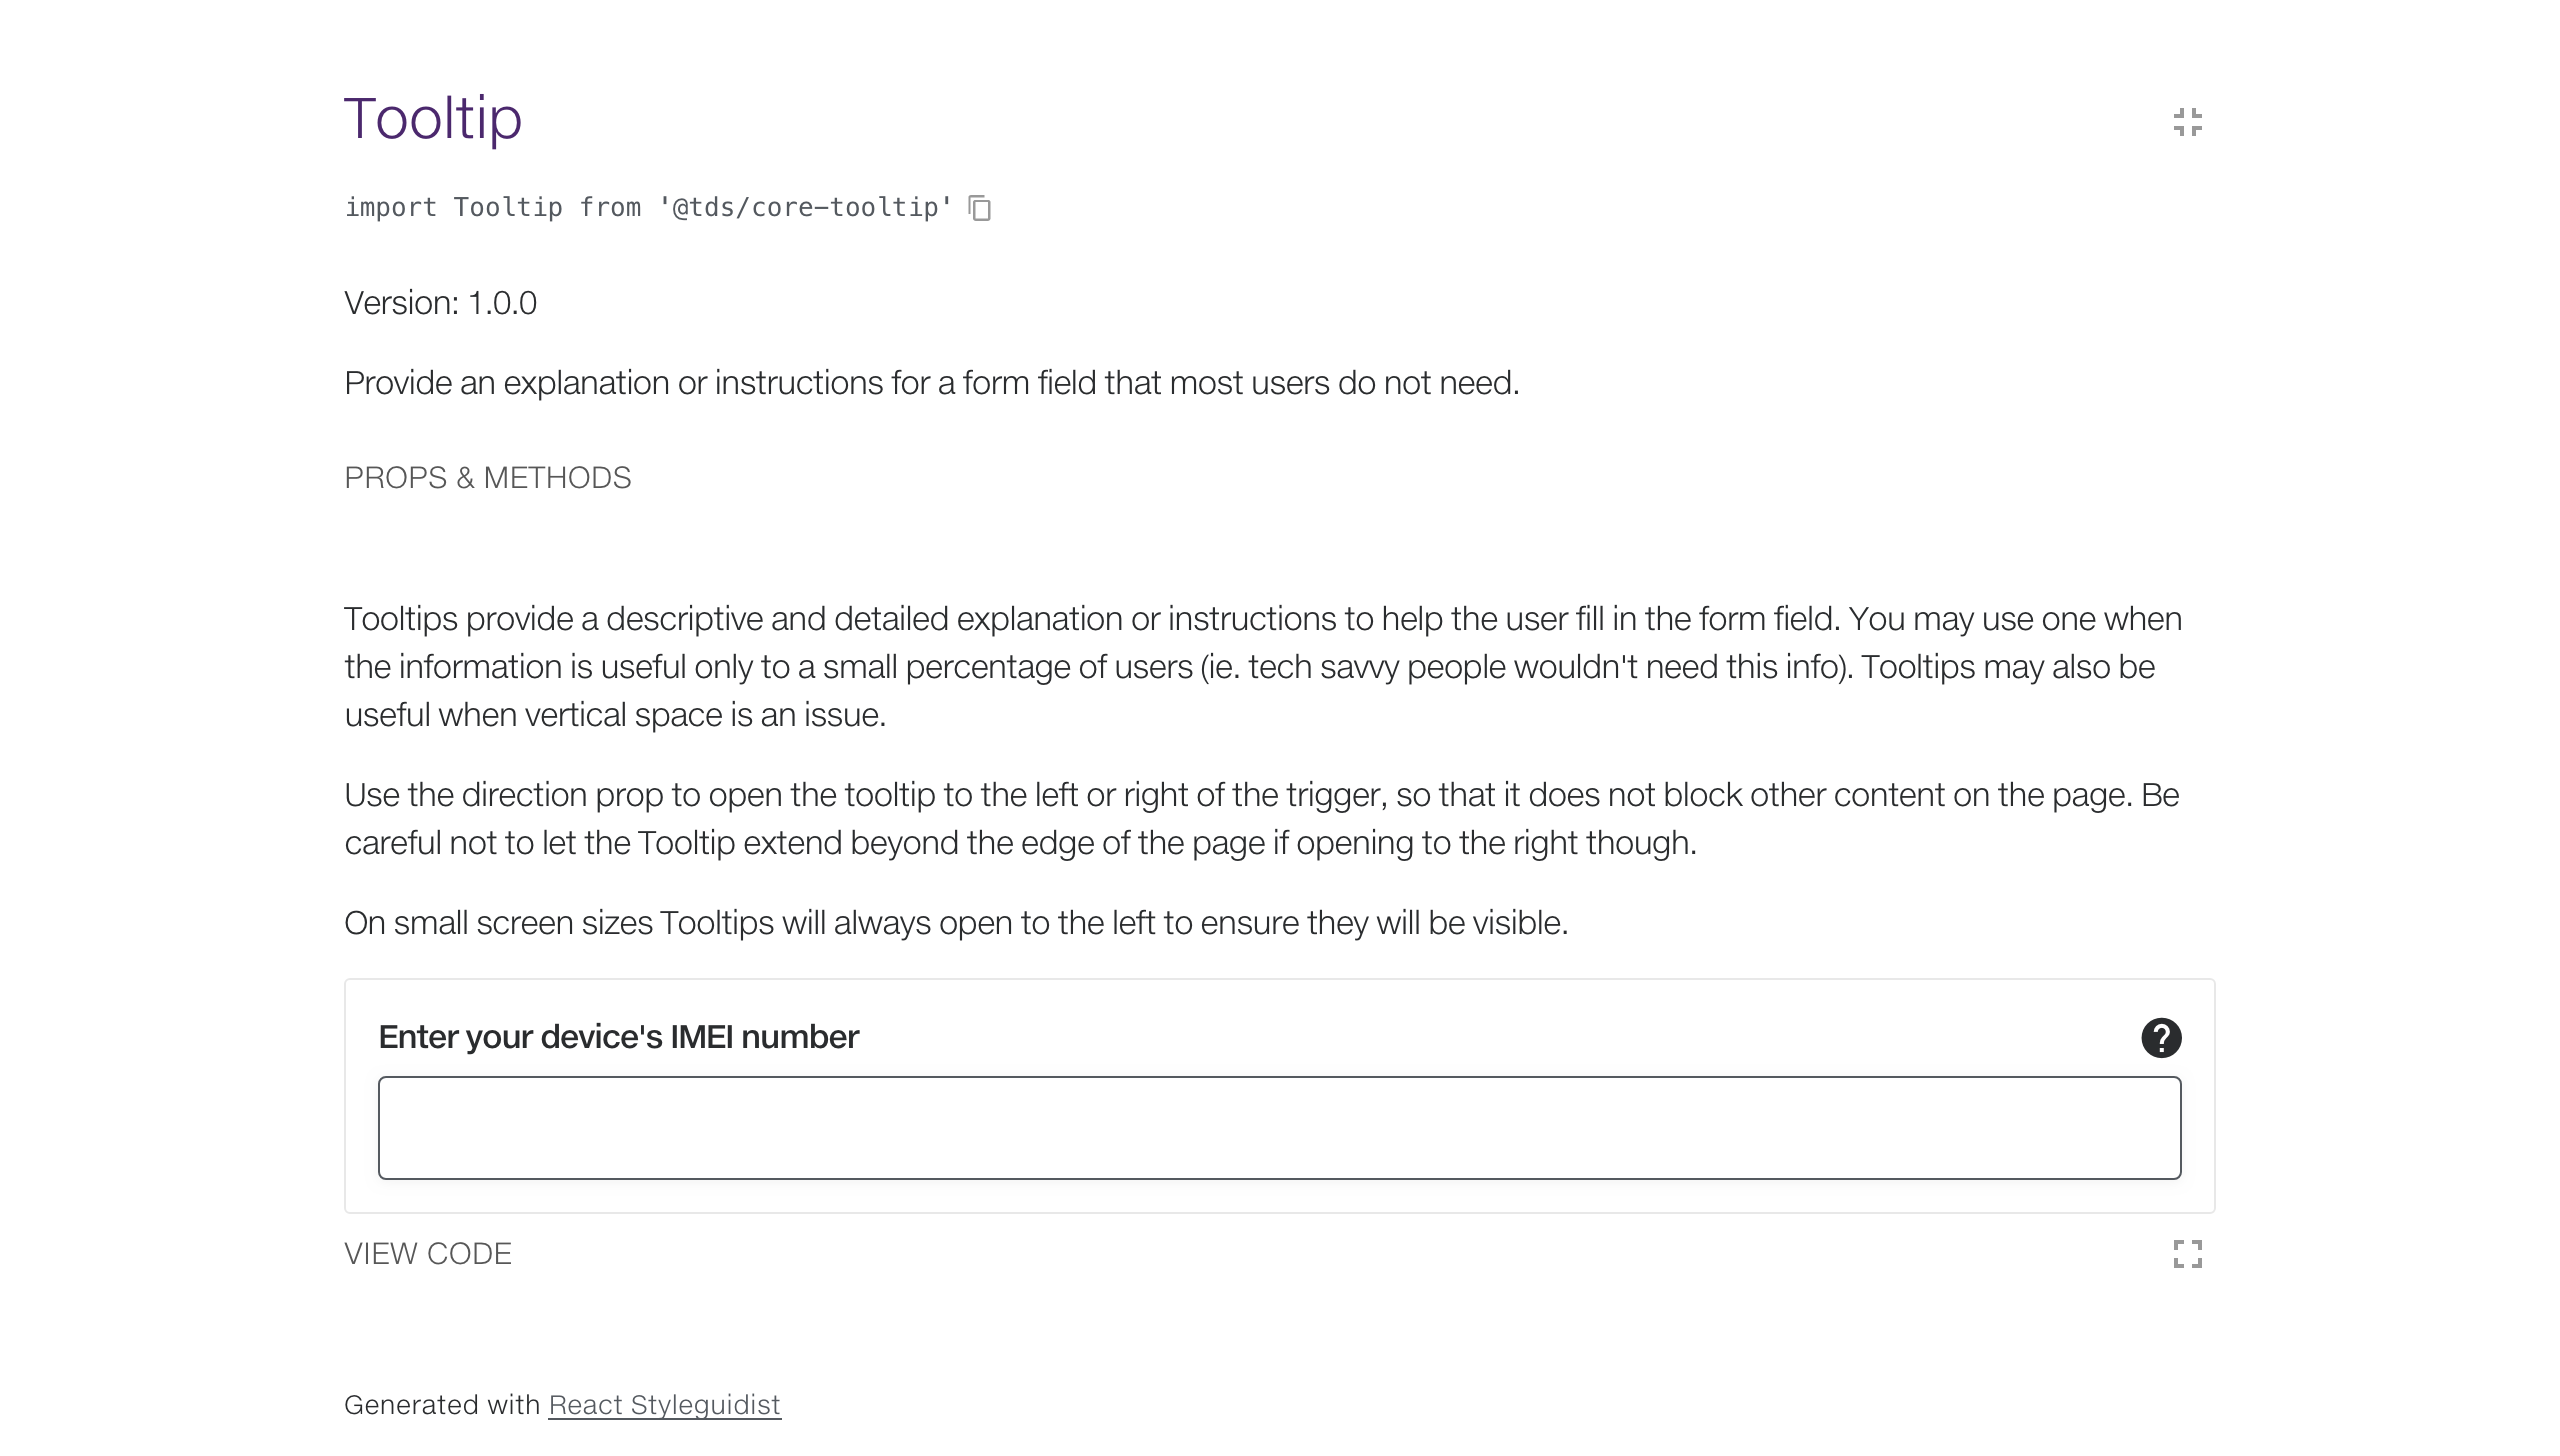 Tooltip
import Tooltip from '@tds/core-tooltip'
Version: 1.0.0
Provide an explanation or instructions for a form field that most users do not need.
PROPS & METHODS
Tooltips provide a descriptive and detailed explanation or instructions to help the user fill in the form field. You may use one when
the information is useful only to a small percentage of users (ie. tech savvy people wouldn't need this info). Tooltips may also be
useful when vertical space is an issue.
Use the direction prop to open the tooltip to the left or right of the trigger, so that it does not block other content on the page. Be
careful not to let the Tooltip extend beyond the edge of the page if opening to the right though.
On small screen sizes Tooltips will always open to the left to ensure they will be visible.
Enter your device's IMEI number
?
VIEW CODE
Generated with React Styleguidist